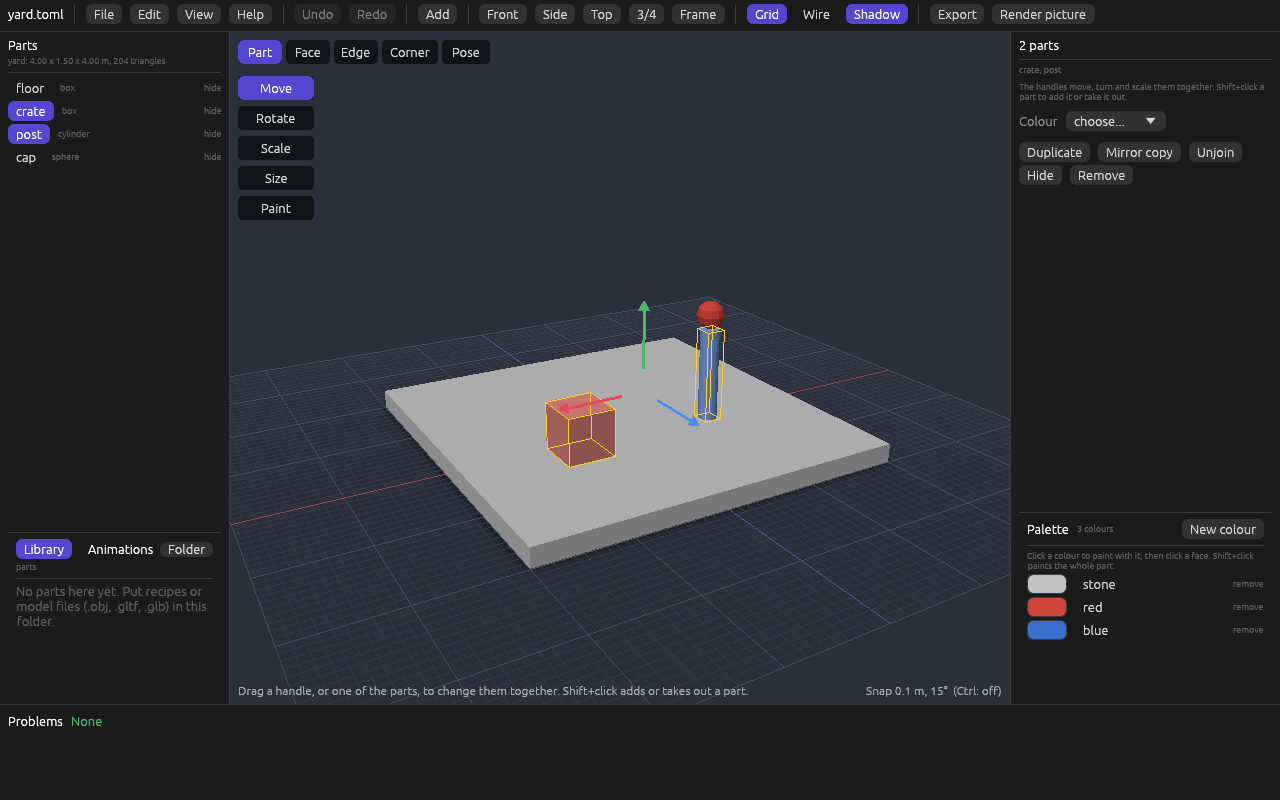 yard.toml File Edit View Help Undo Redo Add Front Side Top 3/4 Frame Grid Wire Shadow Export Render picture
Parts
yard: 4.00 x 1.50 x 4.00 m, 204 triangles
floor box hide
crate box hide
post cylinder hide
cap sphere hide
Library Animations Folder
parts
No parts here yet. Put recipes or
model files (.obj, .gltf, .glb) in this
folder.
Part Face Edge Corner Pose
Move
Rotate
Scale
Size
Paint
Drag a handle, or one of the parts, to change them together. Shift+click adds or takes out a part.
Snap 0.1 m, 15° (Ctrl: off)
2 parts
crate, post
The handles move, turn and scale them together. Shift+click a
part to add it or take it out.
Colour choose...
Duplicate Mirror copy Unjoin
Hide Remove
Palette 3 colours New colour
Click a colour to paint with it, then click a face. Shift+click
paints the whole part.
stone remove
red remove
blue remove
Problems None